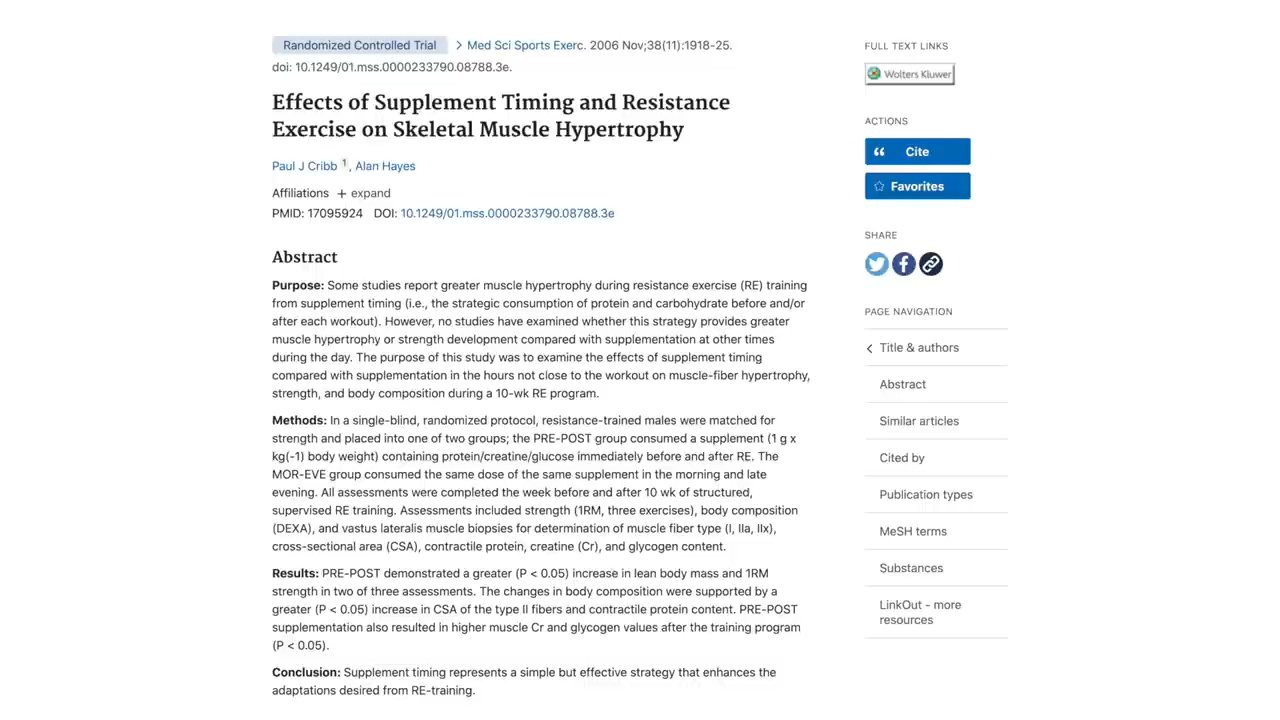 Randomized Controlled Trial > Med Sci Sports Exerc. 2006 Nov;38(11):1918-25.
doi: 10.1249/01.mss.0000233790.08788.3e.
Effects of Supplement Timing and Resistance
Exercise on Skeletal Muscle Hypertrophy
Paul J Cribb 1, Alan Hayes
Affiliations + expand
PMID: 17095924 DOI: 10.1249/01.mss.0000233790.08788.3e
Abstract
Purpose: Some studies report greater muscle hypertrophy during resistance exercise (RE) training
from supplement timing (i.e., the strategic consumption of protein and carbohydrate before and/or
after each workout). However, no studies have examined whether this strategy provides greater
muscle hypertrophy or strength development compared with supplementation at other times
during the day. The purpose of this study was to examine the effects of supplement timing
compared with supplementation in the hours not close to the workout on muscle-fiber hypertrophy,
strength, and body composition during a 10-wk RE program.
Methods: In a single-blind, randomized protocol, resistance-trained males were matched for
strength and placed into one of two groups; the PRE-POST group consumed a supplement (1 g x
kg(-1) body weight) containing protein/creatine/glucose immediately before and after RE. The
MOR-EVE group consumed the same dose of the same supplement in the morning and late
evening. All assessments were completed the week before and after 10 wk of structured,
supervised RE training. Assessments included strength (1RM, three exercises), body composition
(DEXA), and vastus lateralis muscle biopsies for determination of muscle fiber type (I, IIa, IIx),
cross-sectional area (CSA), contractile protein, creatine (Cr), and glycogen content.
Results: PRE-POST demonstrated a greater (P < 0.05) increase in lean body mass and 1RM
strength in two of three assessments. The changes in body composition were supported by a
greater (P < 0.05) increase in CSA of the type II fibers and contractile protein content. PRE-POST
supplementation also resulted in higher muscle Cr and glycogen values after the training program
(P < 0.05).
Conclusion: Supplement timing represents a simple but effective strategy that enhances the
adaptations desired from RE-training.
FULL TEXT LINKS
Wolters Kluwer
ACTIONS
Cite
Favorites
SHARE
PAGE NAVIGATION
Title & authors
Abstract
Similar articles
Cited by
Publication types
MeSH terms
Substances
LinkOut - more
resources